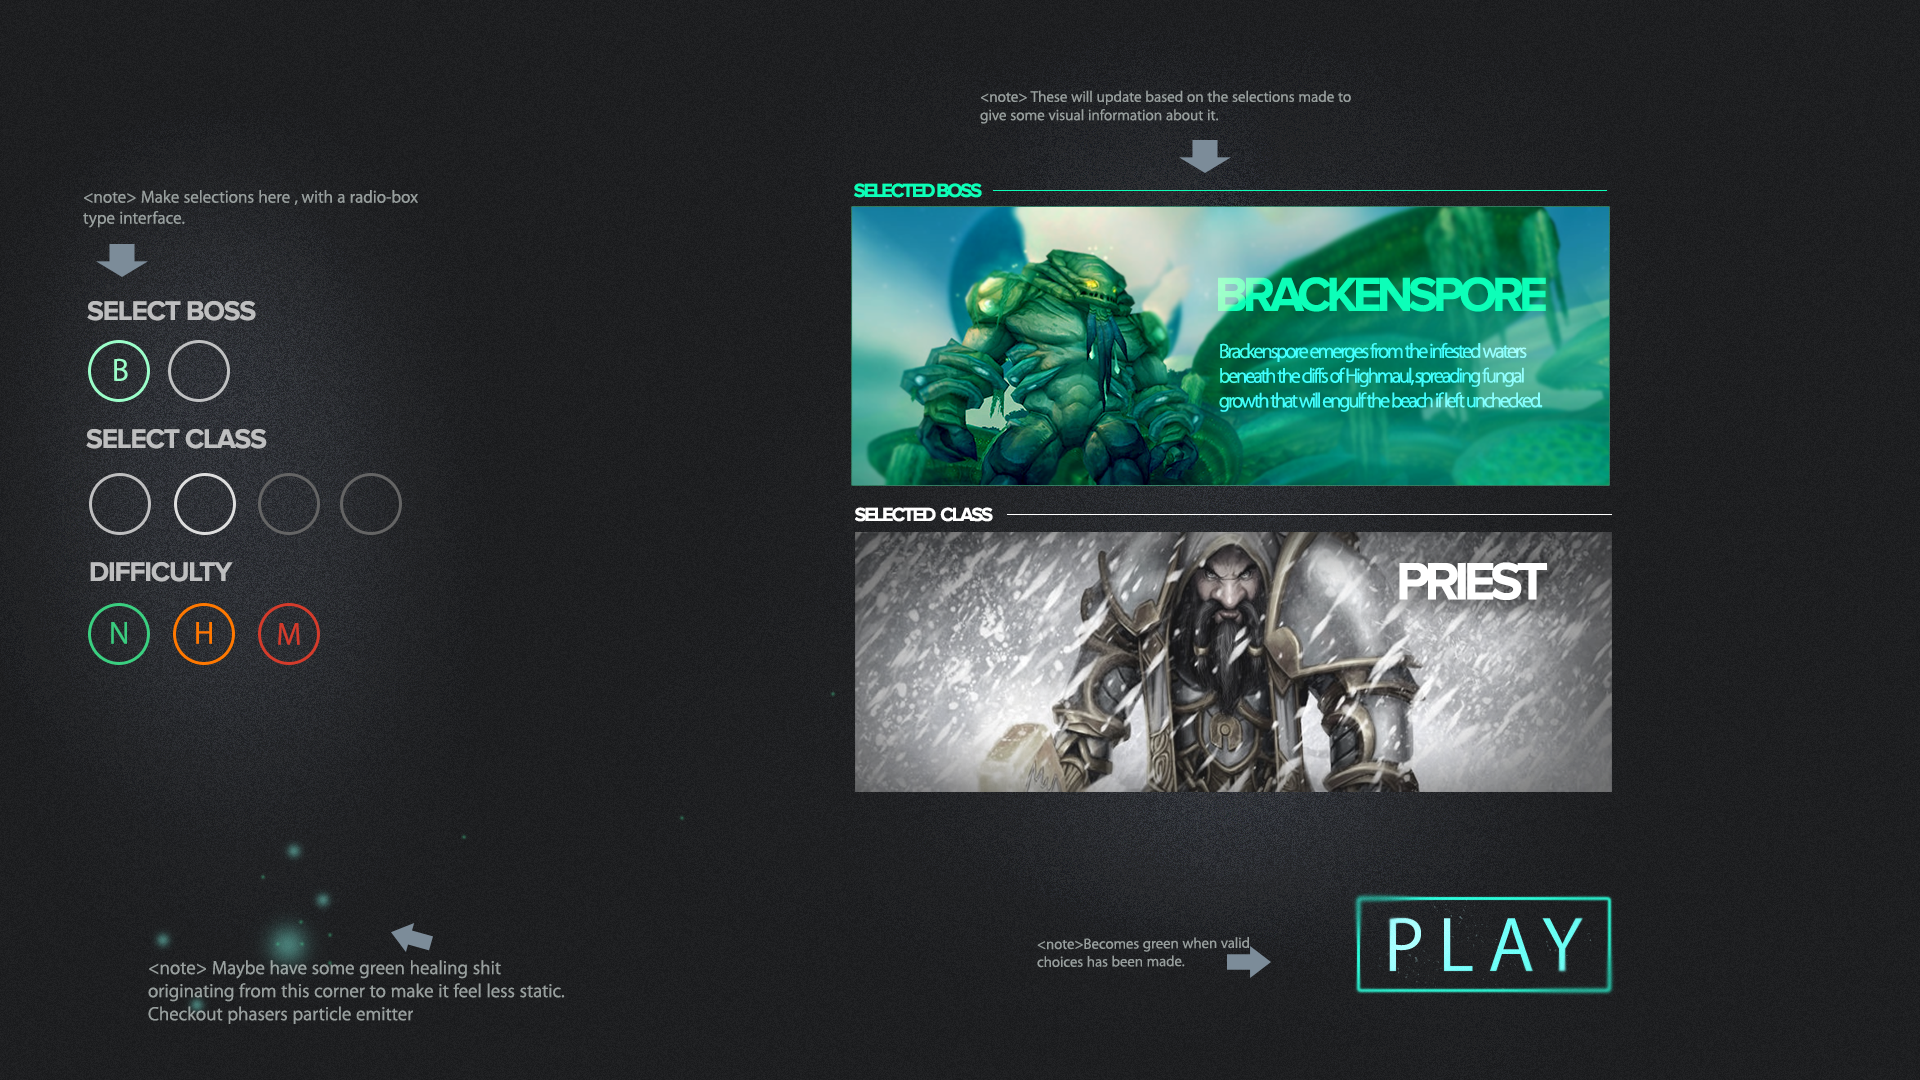 <note> Make selections here , with a radio-box
type interface.
SELECT BOSS
B
SELECT CLASS
DIFFICULTY
N H M
<note> Maybe have some green healing shit
originating from this corner to make it feel less static.
Checkout phasers particle emitter
<note> These will update based on the selections made to
give some visual information about it.
SELECTED BOSS
BRACKENSPORE
Brackenspore emerges from the infested waters
beneath the cliffs of Highmaul, spreading fungal
growth that will engulf the beach if left unchecked.
SELECTED CLASS
PRIEST
<note>Becomes green when valid
choices has been made.
PLAY